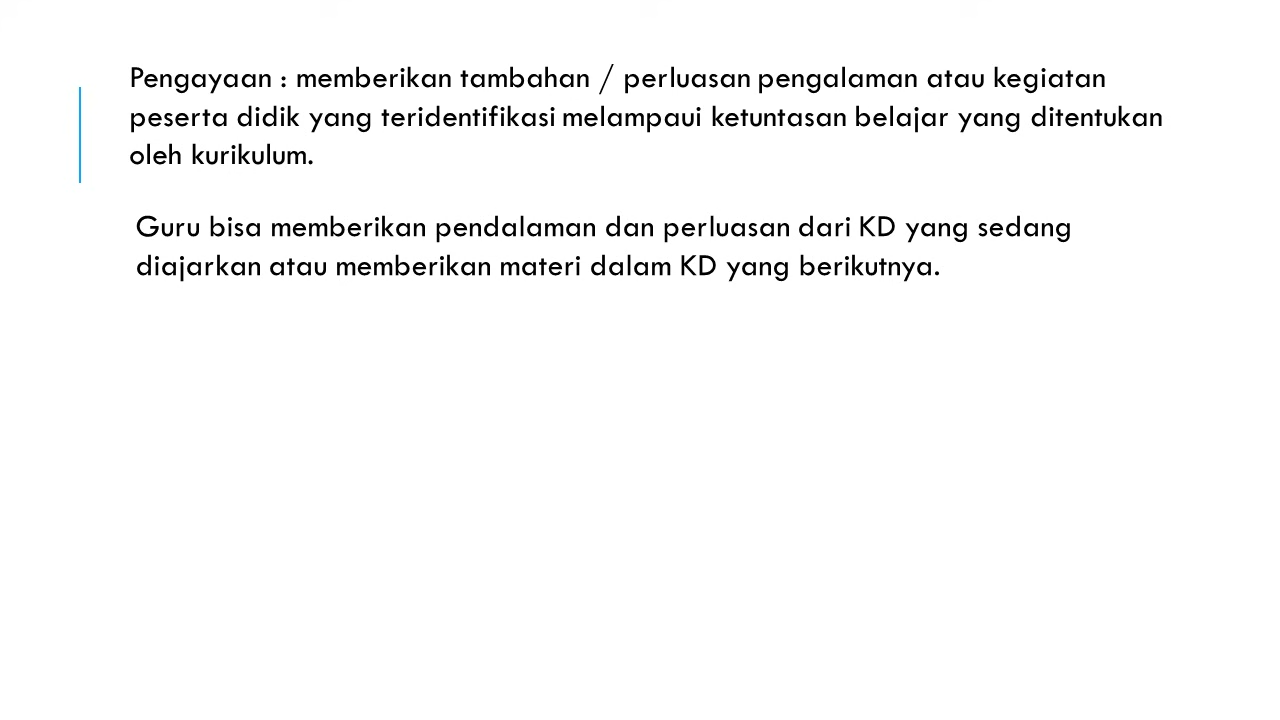 Pengayaan : memberikan tambahan / perluasan pengalaman atau kegiatan
peserta didik yang teridentifikasi melampaui ketuntasan belajar yang ditentukan
oleh kurikulum.
Guru bisa memberikan pendalaman dan perluasan dari KD yang sedang
diajarkan atau memberikan materi dalam KD yang berikutnya.